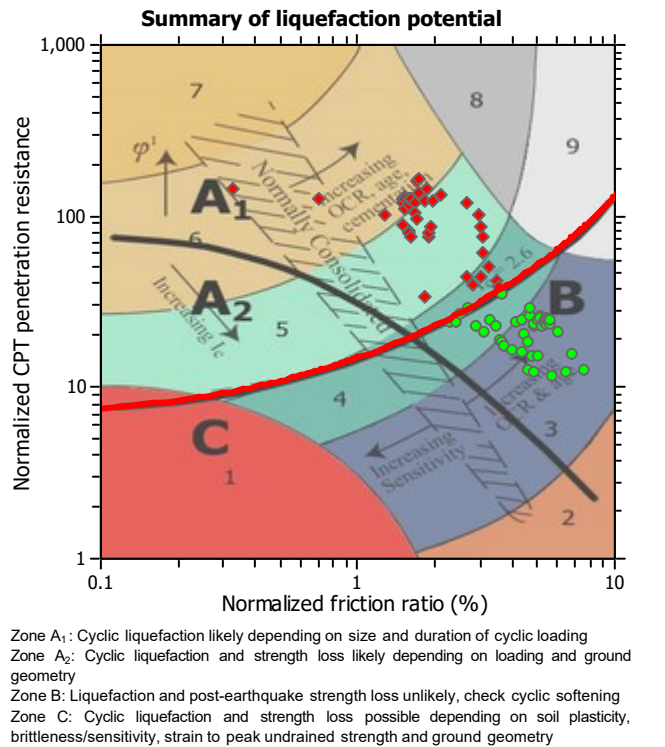 Summary of liquefaction potential
Normalized CPT penetration resistance
1,000
100
10
1
7
8
9
φ'
A1
Increasing
OCR, age,
cementation
Normally Consolidated
6
A2
Increasing Ic
5
2.6
B
4
C
1
Increasing
Sensitivity
Increasing
OCR & age
3
2
0.1
1
10
Normalized friction ratio (%)
Zone A1: Cyclic liquefaction likely depending on size and duration of cyclic loading
Zone A2: Cyclic liquefaction and strength loss likely depending on loading and ground
geometry
Zone B: Liquefaction and post-earthquake strength loss unlikely, check cyclic softening
Zone C: Cyclic liquefaction and strength loss possible depending on soil plasticity,
brittleness/sensitivity, strain to peak undrained strength and ground geometry